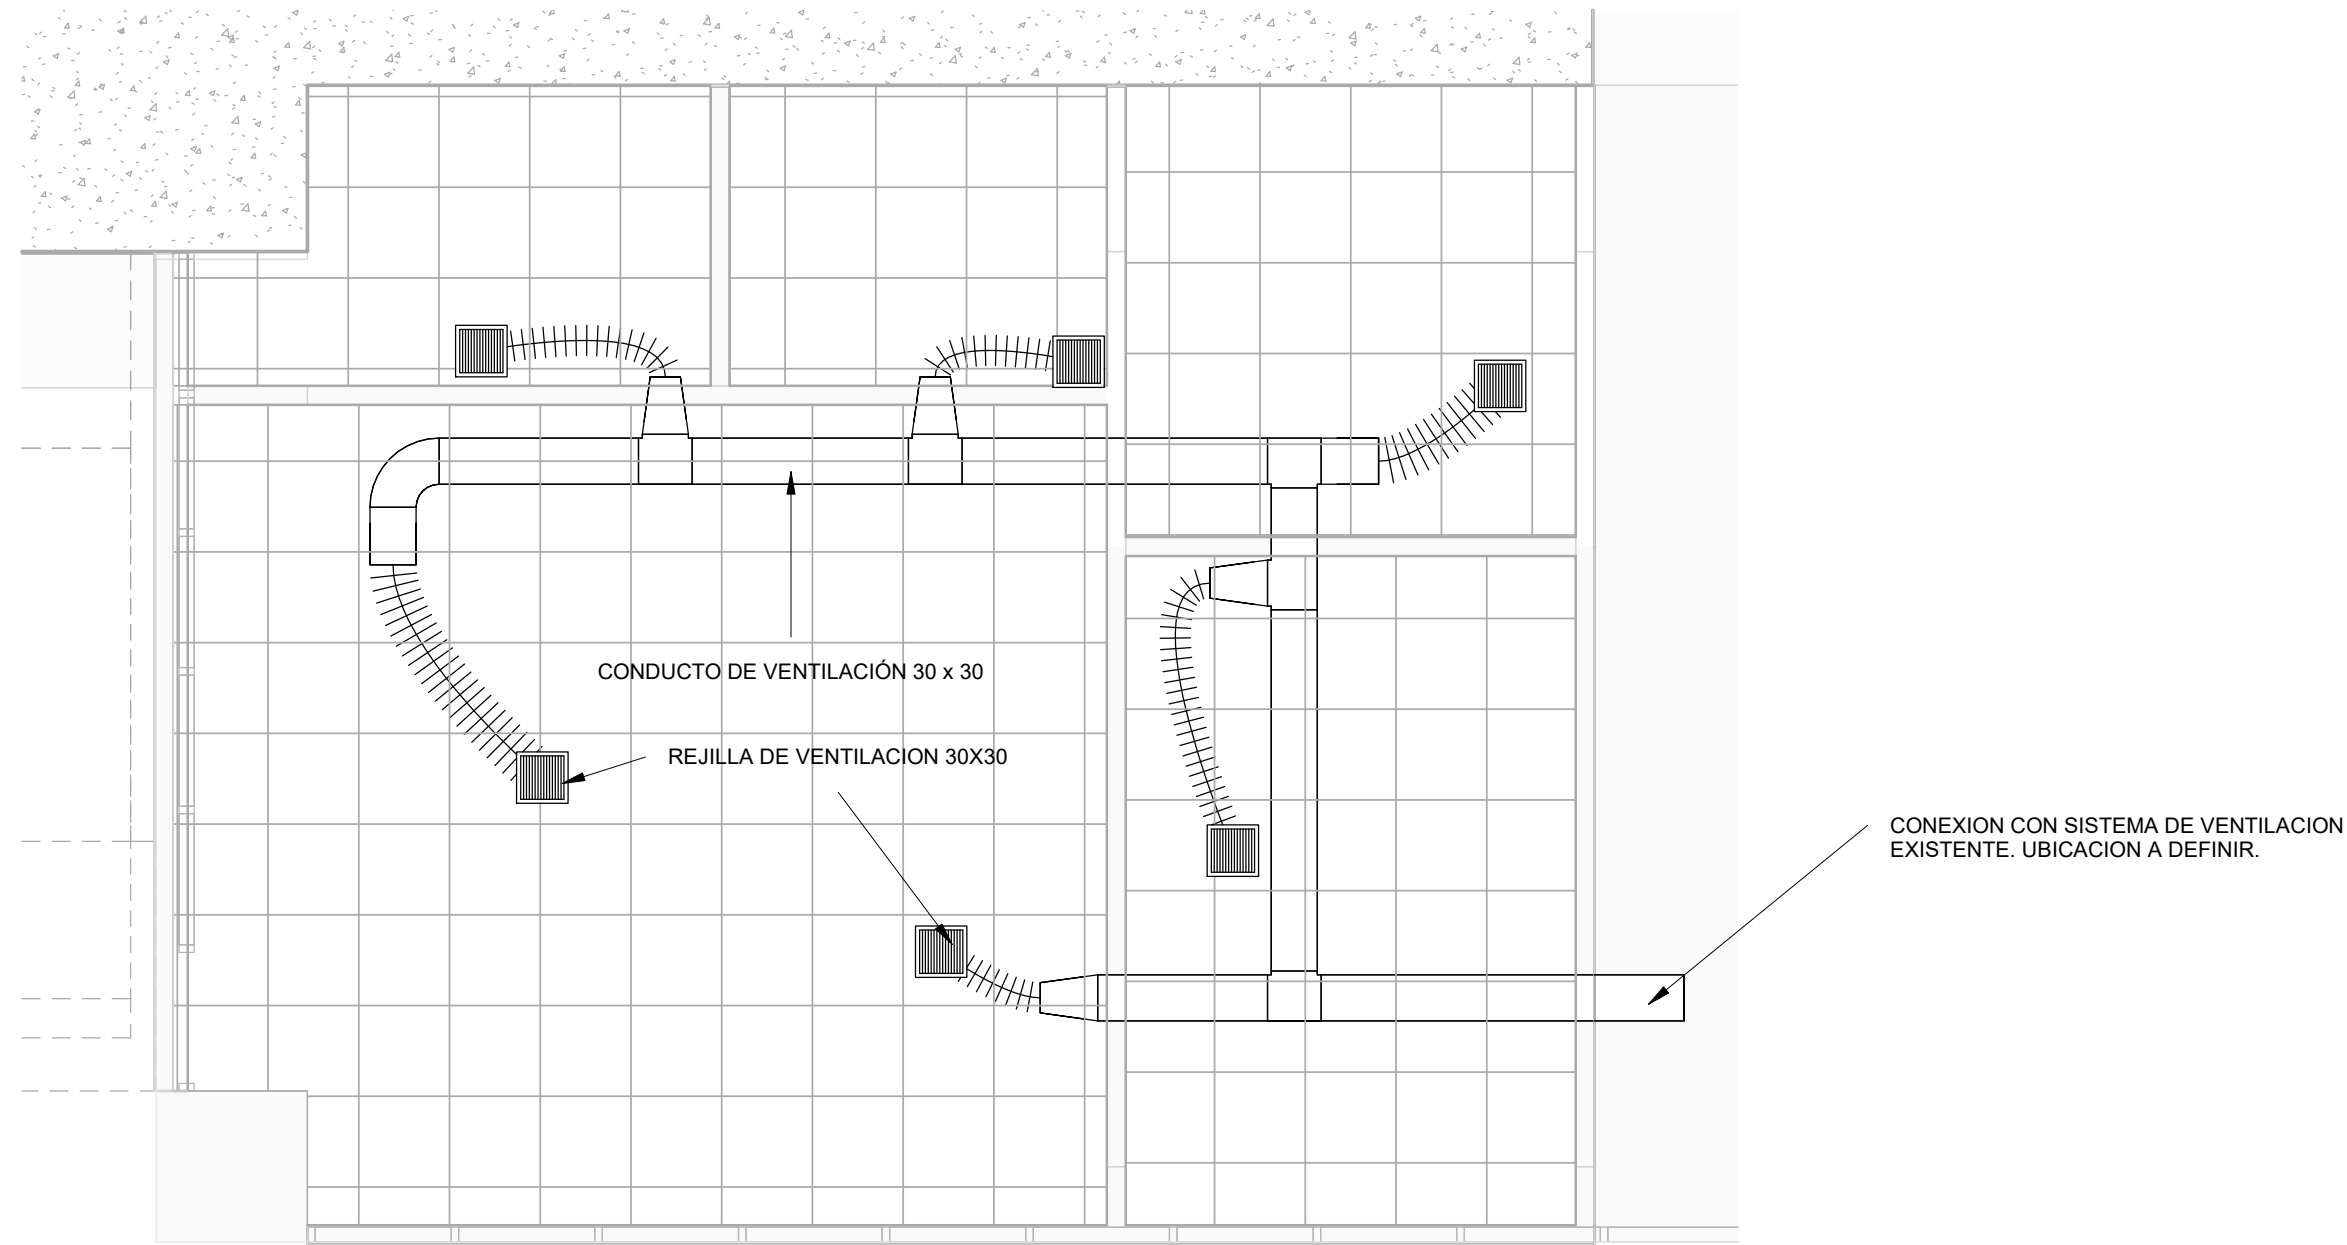 CONDUCTO DE VENTILACIÓN 30 x 30
REJILLA DE VENTILACION 30X30
CONEXION CON SISTEMA DE VENTILACION
EXISTENTE. UBICACION A DEFINIR.